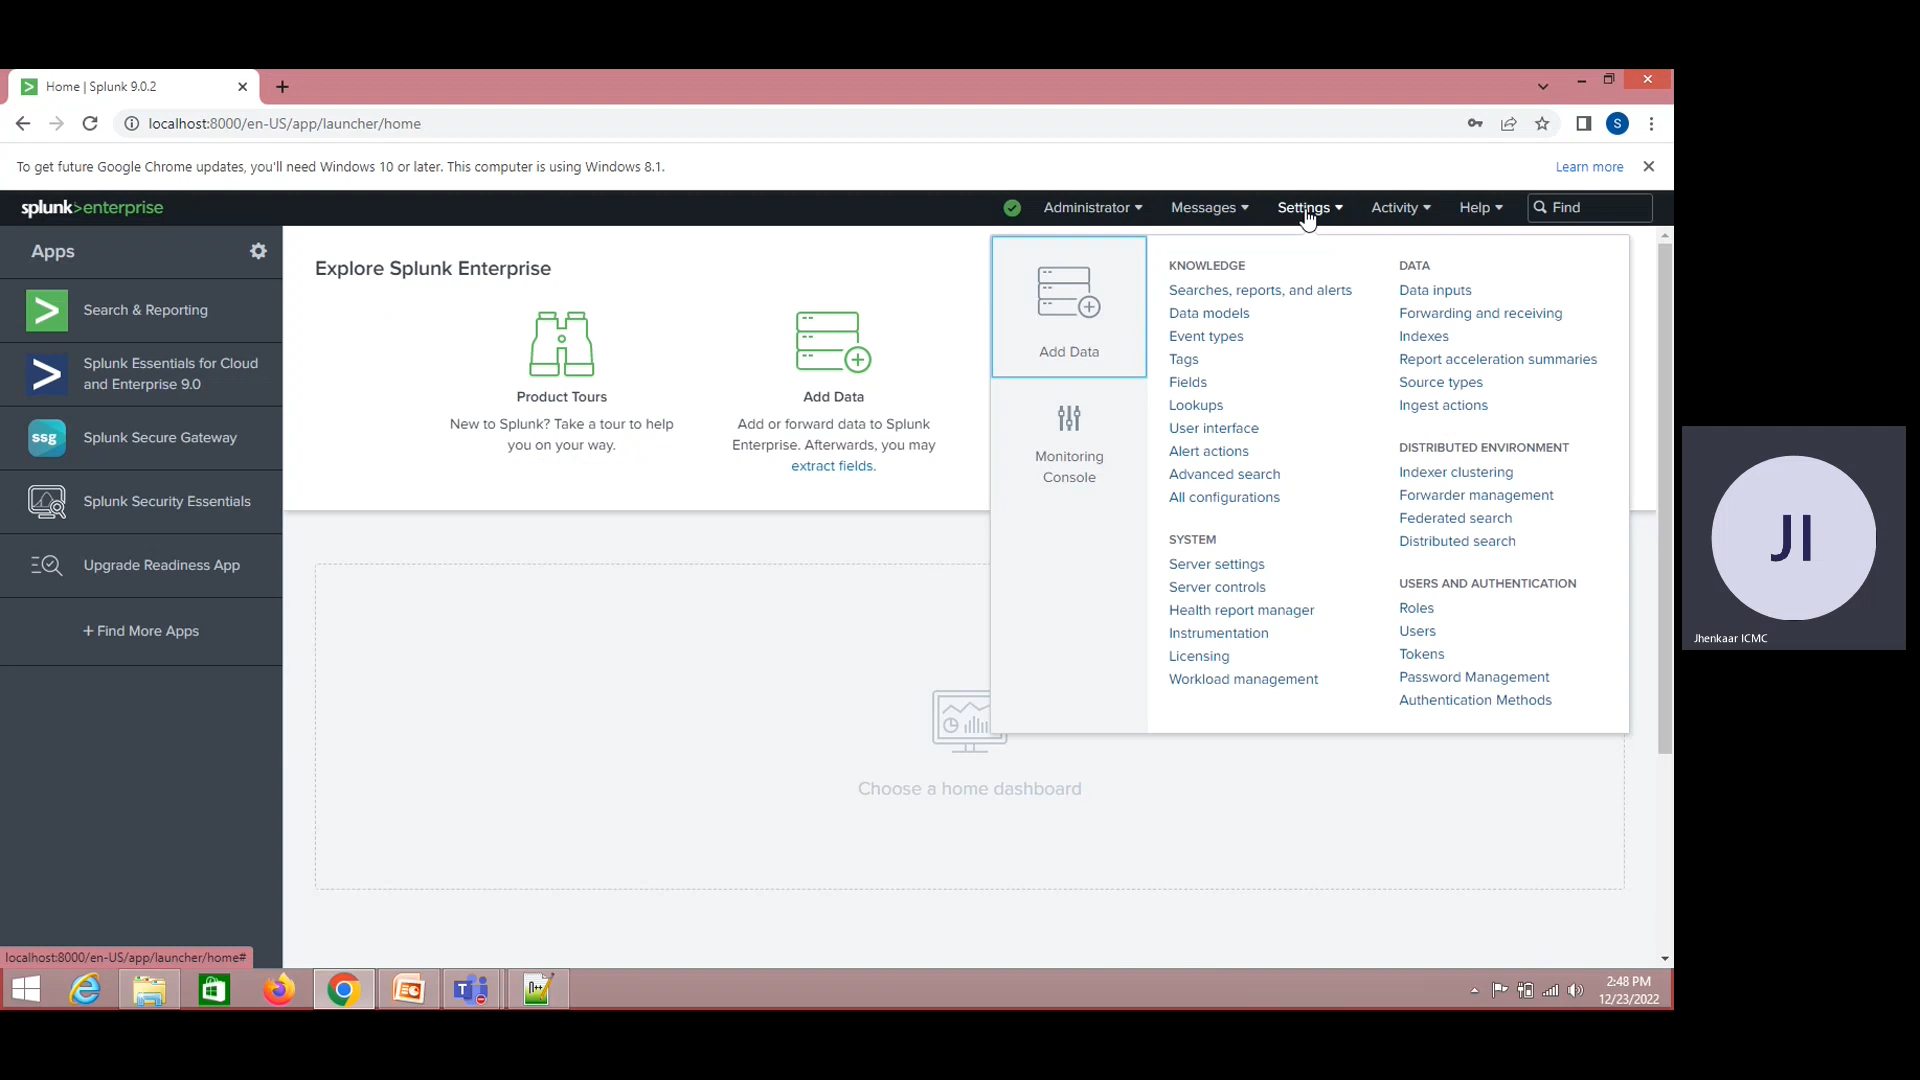 Home | Splunk 9.0.2
localhost:8000/en-US/app/launcher/home
S
To get future Google Chrome updates, you'll need Windows 10 or later. This computer is using Windows 8.1.
Learn more
splunk>enterprise
Administrator
Messages
Settings
Activity
Help
Find
Apps
Search & Reporting
Splunk Essentials for Cloud
and Enterprise 9.0
ssg
Splunk Secure Gateway
Splunk Security Essentials
Upgrade Readiness App
+ Find More Apps
Explore Splunk Enterprise
Product Tours
New to Splunk? Take a tour to help
you on your way.
Add Data
Add or forward data to Splunk
Enterprise. Afterwards, you may
extract fields.
Add Data
Monitoring
Console
KNOWLEDGE
Searches, reports, and alerts
Data models
Event types
Tags
Fields
Lookups
User interface
Alert actions
Advanced search
All configurations
SYSTEM
Server settings
Server controls
Health report manager
Instrumentation
Licensing
Workload management
DATA
Data inputs
Forwarding and receiving
Indexes
Report acceleration summaries
Source types
Ingest actions
DISTRIBUTED ENVIRONMENT
Indexer clustering
Forwarder management
Federated search
Distributed search
USERS AND AUTHENTICATION
Roles
Users
Tokens
Password Management
Authentication Methods
Choose a home dashboard
localhost:8000/en-US/app/launcher/home#
2:48 PM
12/23/2022
JI
Jhenkaar ICMC